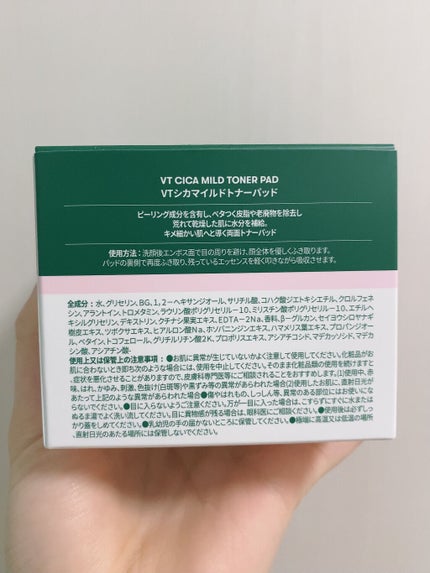 VT CICA MILD TONER PAD
VTシカマイルドトナーパッド
ピーリング成分を含有し、ベタつく皮脂や老廃物を除去し
荒れて乾燥した肌に水分を補給。
キメ細かい肌へと導く両面トナーパッド
使用方法：洗顔後エンボス面で目の周りを避け、顔全体を優しくふき取ります。
パッドの裏側で再度ふき取り、残っているエッセンスを軽く叩きながら吸収させます。
全成分：水、グリセリン、BG、1，2－ヘキサンジオール、サリチル酸、コハク酸ジエトキシエチル、クロルフェネ
シン、アラントイン、トロメタミン、ラウリン酸ポリグリセリル－10、ミリスチン酸ポリグリセリル－10、エチルヘ
キシルグリセリン、デキストリン、クチナシ果実エキス、EDTA－2Na、香料、β－グルカン、セイヨウシロヤナギ
樹皮エキス、ツボクサエキス、ヒアルロン酸Na、ホソバニンジンエキス、ハマメリス葉エキス、プロパンジオー
ル、ベタイン、トコフェロール、グリチルリチン酸2K、プロポリスエキス、アシアチコシド、マデカッソシド、マデカ
シン酸、アシアチン酸・
使用上又は保管上の注意事項：●お肌に異常が生じていないかよく注意して使用してください。化粧品がお
肌に合わないとき即ち次のような場合には、使用を中止してください。そのまま化粧品類の使用を続けますと
、症状を悪化させることがありますので、皮膚科専門医等にご相談されることをおすすめします。(1)使用中、赤
味、はれ、かゆみ、刺激、色抜け(白斑等)や黒ずみ等の異常があらわれた場合(2)使用したお肌に、直射日光が
あたって上記のような異常があらわれた場合●傷やはれもの、しっしん等、異常のある部位にはお使いに
ならないでください。●目に入らないようご注意ください。万が一目に入った場合は、こすらずにすぐに水または
ぬるま湯でよく洗い流してください。目に異物感が残る場合は、眼科医にご相談ください。●使用後は必ずしっ
かり蓋をしめてください。●乳幼児の手の届かないところに保管してください。●極端に高温又は低温の場所
、直射日光のあたる場所には保管しないでください。